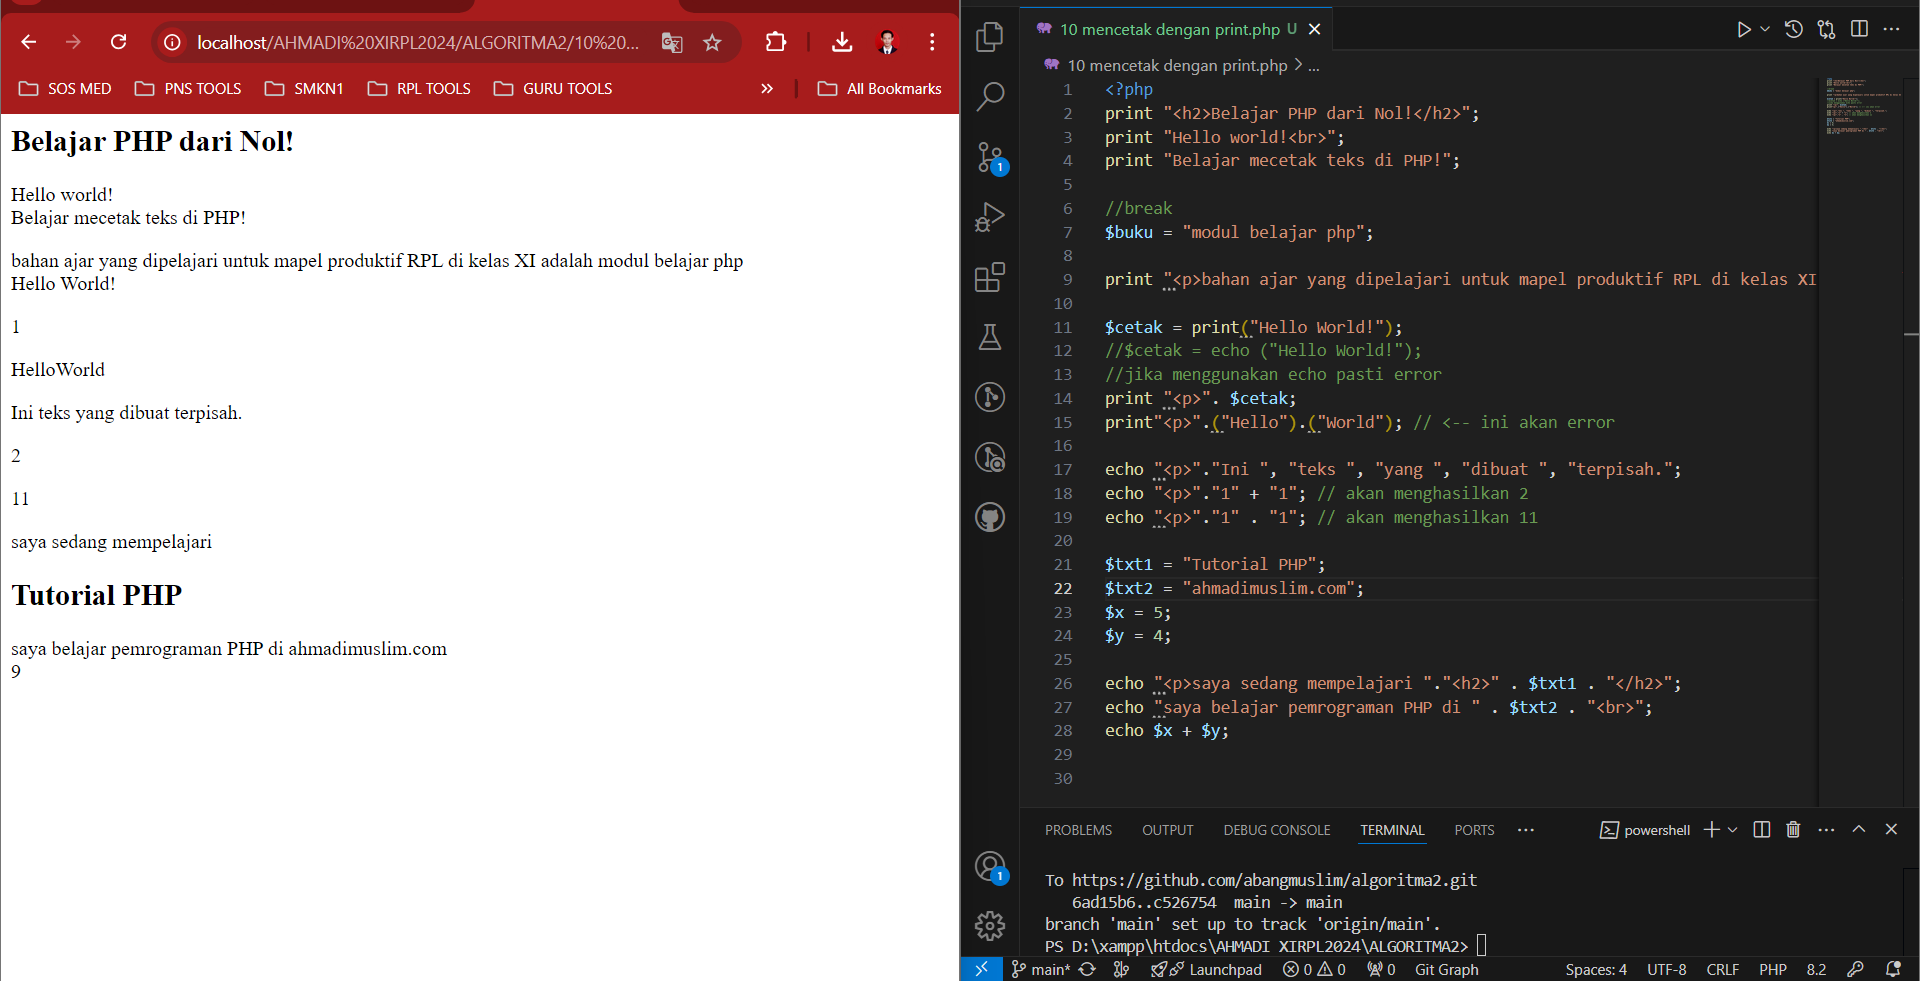 localhost/AHMADI%20XIRPL2024/ALGORITMA2/10%20...
SOS MED
PNS TOOLS
SMKN1
RPL TOOLS
GURU TOOLS
»
All Bookmarks
Belajar PHP dari Nol!
Hello world!
Belajar mecetak teks di PHP!
bahan ajar yang dipelajari untuk mapel produktif RPL di kelas XI adalah modul belajar php
Hello World!
1
HelloWorld
Ini teks yang dibuat terpisah.
2
11
saya sedang mempelajari
Tutorial PHP
saya belajar pemrograman PHP di ahmadimuslim.com
9
10 mencetak dengan print.php U
10 mencetak dengan print.php > ...
1 <?php
2 print "<h2>Belajar PHP dari Nol!</h2>";
3 print "Hello world!<br>";
4 print "Belajar mecetak teks di PHP!";
5
6 //break
7 $buku = "modul belajar php";
8
9 print "<p>bahan ajar yang dipelajari untuk mapel produktif RPL di kelas XI
10
11 $cetak = print("Hello World!");
12 //$cetak = echo ("Hello World!");
13 //jika menggunakan echo pasti error
14 print "<p>". $cetak;
15 print"<p>".("Hello").("World"); // <-- ini akan error
16
17 echo "<p>"."Ini ", "teks ", "yang ", "dibuat ", "terpisah.";
18 echo "<p>"."1" + "1"; // akan menghasilkan 2
19 echo "<p>"."1" . "1"; // akan menghasilkan 11
20
21 $txt1 = "Tutorial PHP";
22 $txt2 = "ahmadimuslim.com";
23 $x = 5;
24 $y = 4;
25
26 echo "<p>saya sedang mempelajari "."<h2>" . $txt1 . "</h2>";
27 echo "saya belajar pemrograman PHP di " . $txt2 . "<br>";
28 echo $x + $y;
29
30
1
1
PROBLEMS OUTPUT DEBUG CONSOLE TERMINAL PORTS ...
powershell
To https://github.com/abangmuslim/algoritma2.git
6ad15b6..c526754 main -> main
branch 'main' set up to track 'origin/main'.
PS D:\xampp\htdocs\AHMADI XIRPL2024\ALGORITMA2>
main* Launchpad 0 0 0 Git Graph Spaces: 4 UTF-8 CRLF PHP 8.2